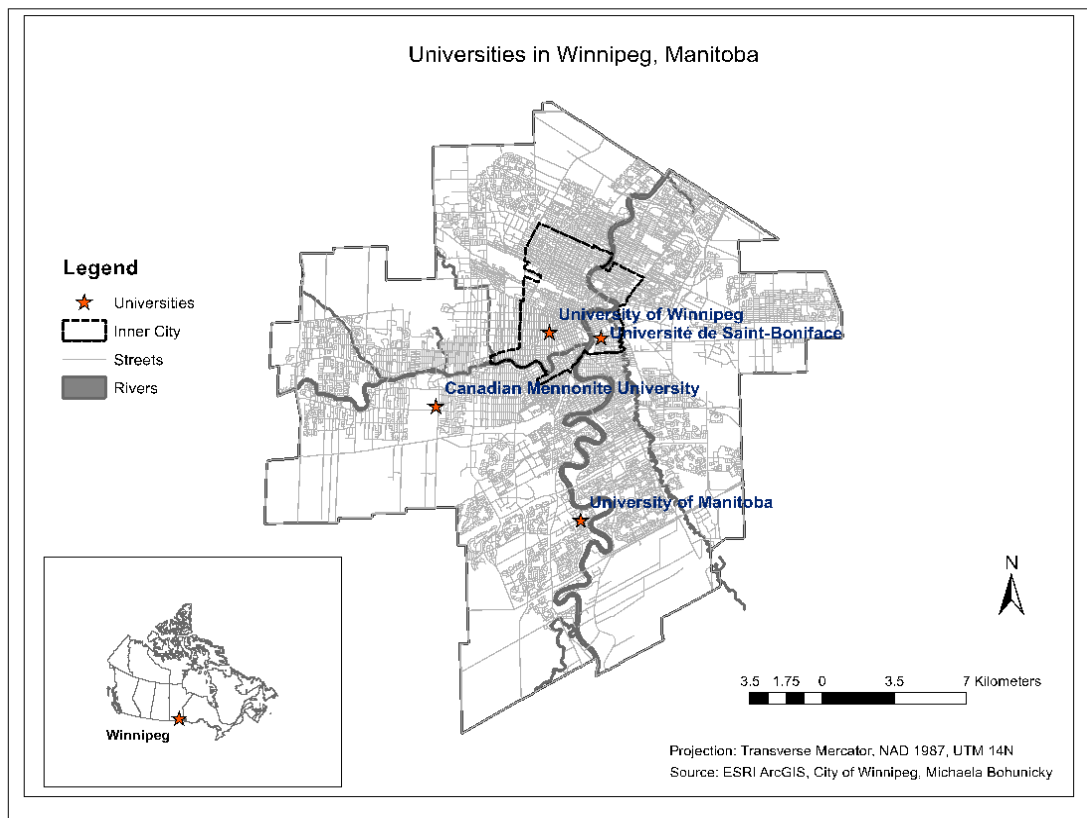 Universities in Winnipeg, Manitoba
Legend
Universities
Inner City
Streets
Rivers
University of Winnipeg
Université de Saint-Boniface
Canadian Mennonite University
University of Manitoba
Winnipeg
N
3.5 1.75 0 3.5 7 Kilometers
Projection: Transverse Mercator, NAD 1987, UTM 14N
Source: ESRI ArcGIS, City of Winnipeg, Michaela Bohunicky